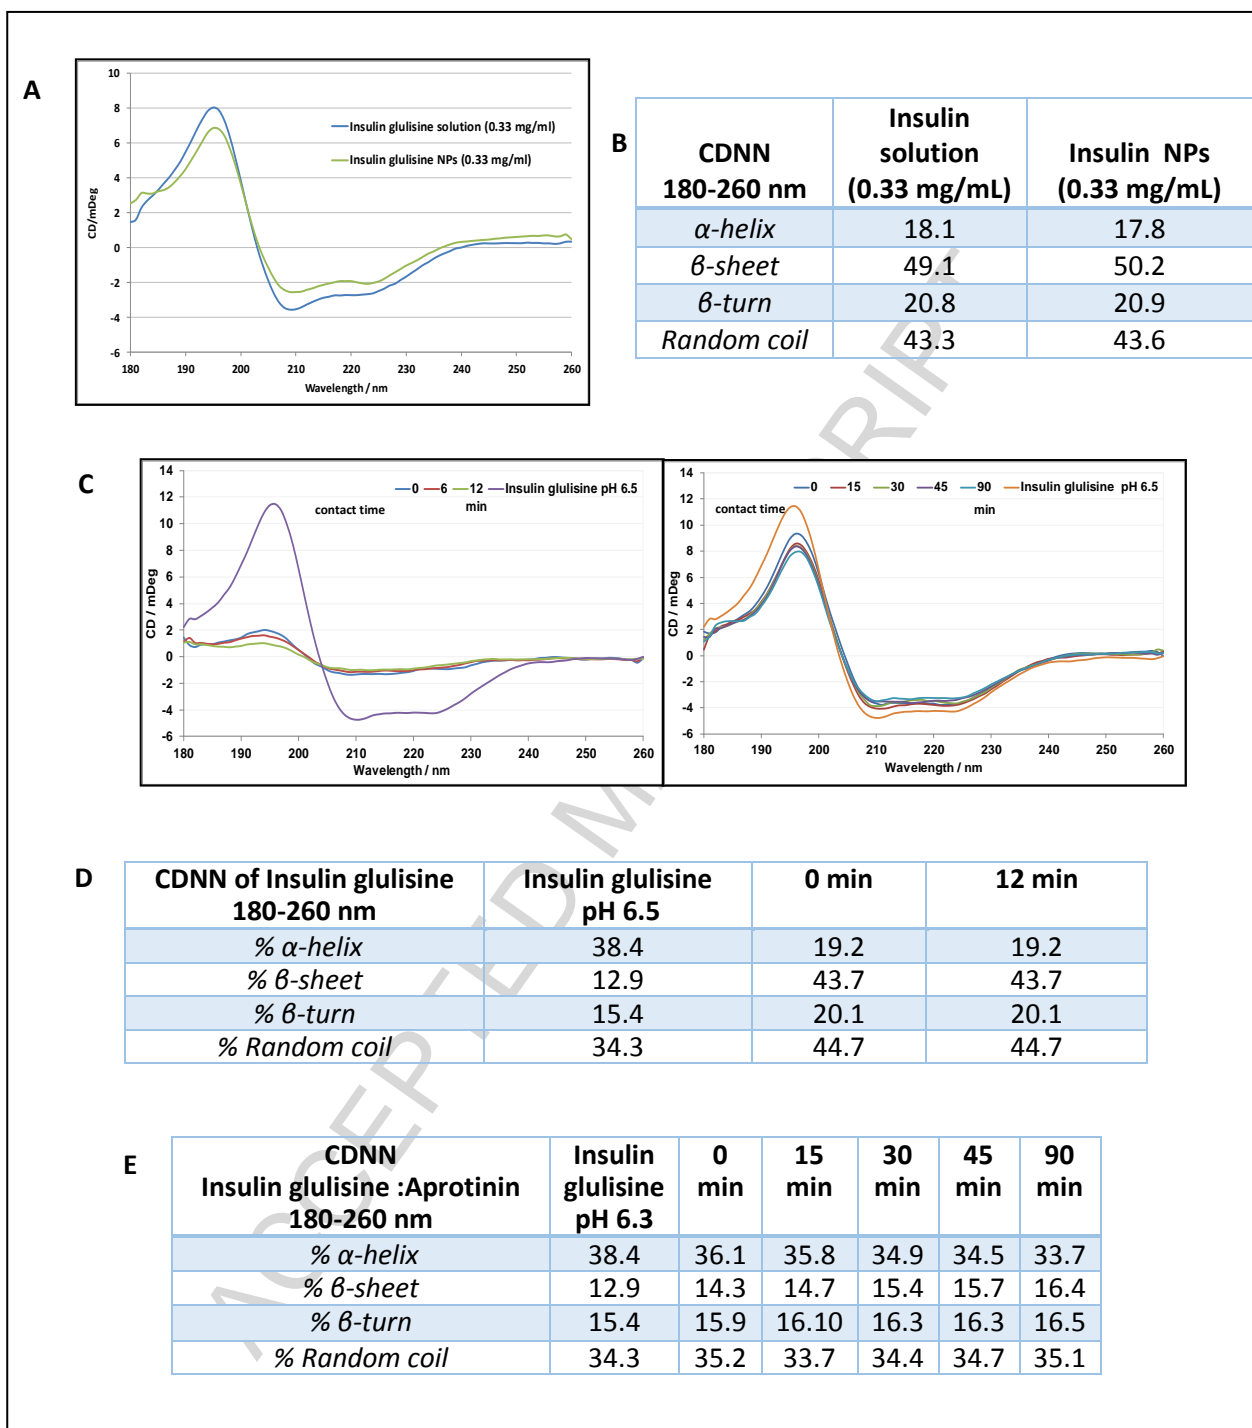 A
10
8
6
4
2
0
-2
-4
-6
CD/mDeg
Insulin glulisine solution (0.33 mg/ml)
Insulin glulisine NPs (0.33 mg/ml)
180 190 200 210 220 230 240 250 260
Wavelength / nm
B
CDNN 180-260 nm | Insulin solution (0.33 mg/mL) | Insulin NPs (0.33 mg/mL)
α-helix 18.1 17.8
β-sheet 49.1 50.2
β-turn 20.8 20.9
Random coil 43.3 43.6
C
14
12
10
8
6
4
2
0
-2
-4
-6
CD / mDeg
0 6 12 Insulin glulisine pH 6.5
contact time min
180 190 200 210 220 230 240 250 260
Wavelength / nm
14
12
10
8
6
4
2
0
-2
-4
-6
CD / mDeg
0 15 30 45 90 Insulin glulisine pH 6.5
contact time min
180 190 200 210 220 230 240 250 260
Wavelength / nm
D
CDNN of Insulin glulisine 180-260 nm | Insulin glulisine pH 6.5 | 0 min | 12 min
% α-helix 38.4 19.2 19.2
% β-sheet 12.9 43.7 43.7
% β-turn 15.4 20.1 20.1
% Random coil 34.3 44.7 44.7
E
CDNN Insulin glulisine :Aprotinin 180-260 nm | Insulin glulisine pH 6.3 | 0 min | 15 min | 30 min | 45 min | 90 min
% α-helix 38.4 36.1 35.8 34.9 34.5 33.7
% β-sheet 12.9 14.3 14.7 15.4 15.7 16.4
% β-turn 15.4 15.9 16.10 16.3 16.3 16.5
% Random coil 34.3 35.2 33.7 34.4 34.7 35.1